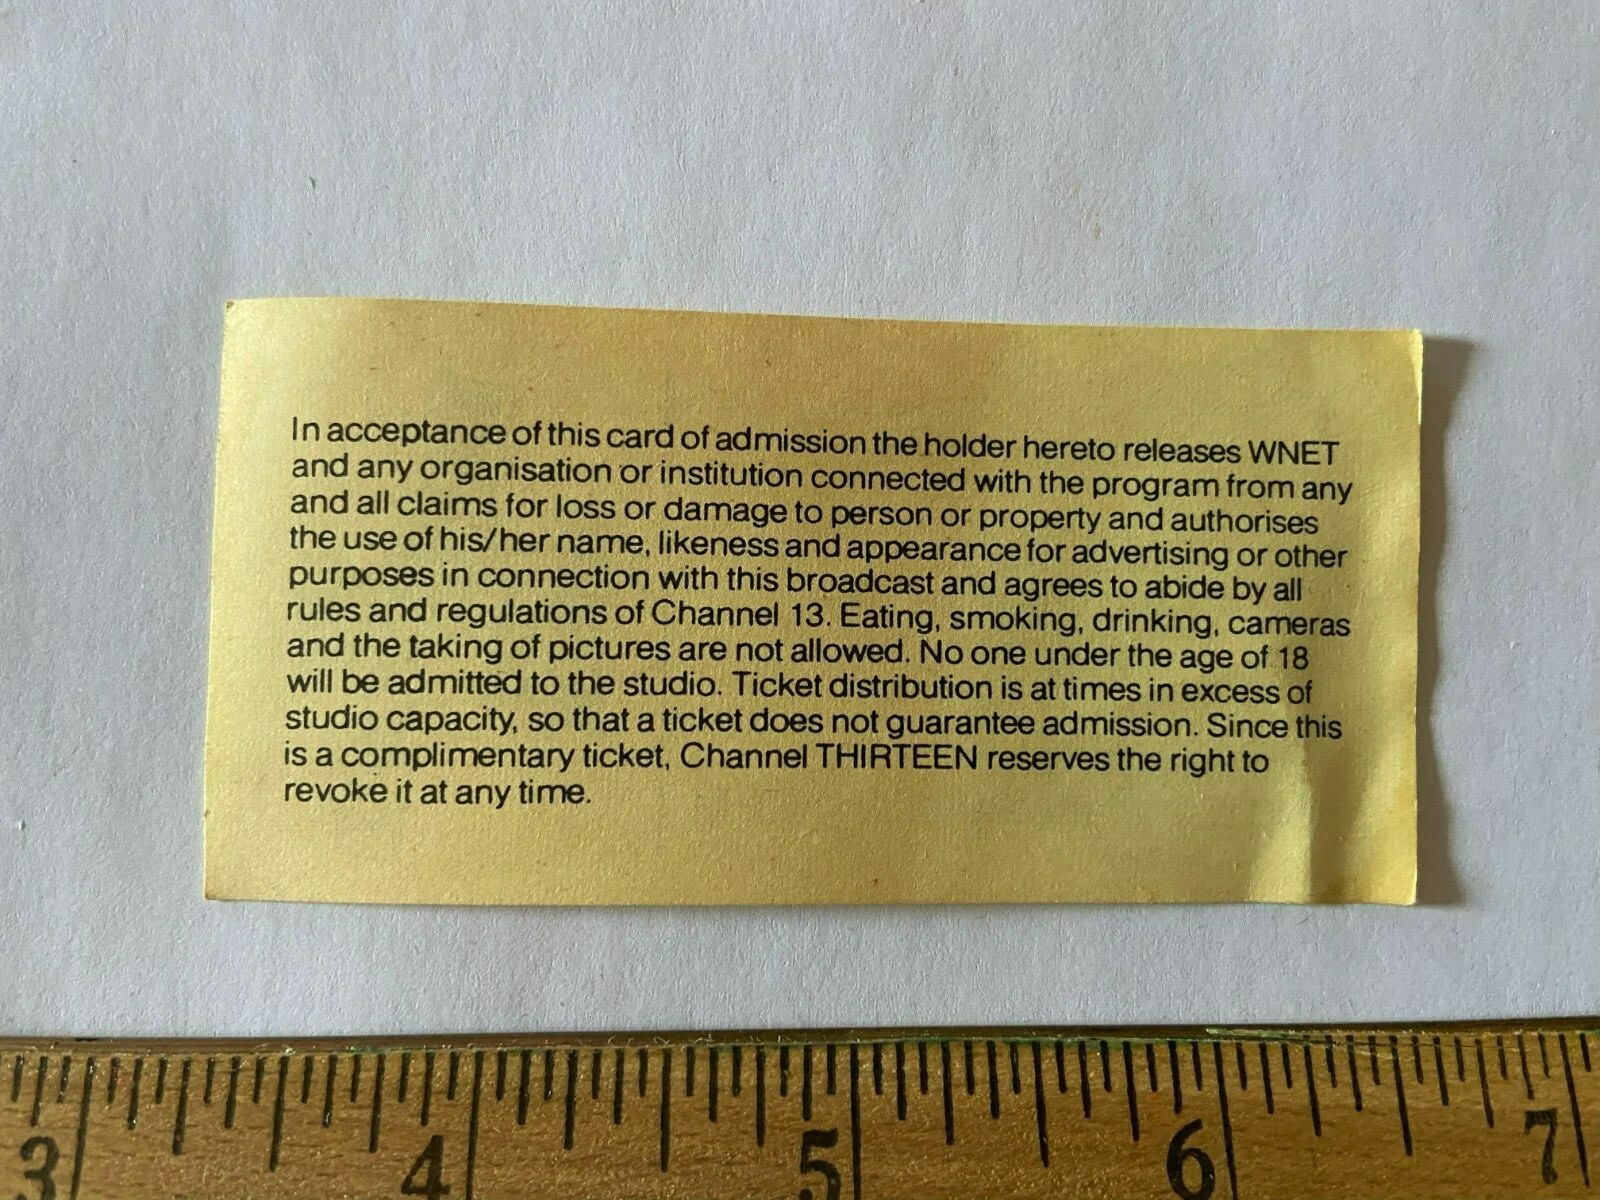 In acceptance of this card of admission the holder hereto releases WNET
and any organisation or institution connected with the program from any
and all claims for loss or damage to person or property and authorises
the use of his/her name, likeness and appearance for advertising or other
purposes in connection with this broadcast and agrees to abide by all
rules and regulations of Channel 13. Eating, smoking, drinking, cameras
and the taking of pictures are not allowed. No one under the age of 18
will be admitted to the studio. Ticket distribution is at times in excess of
studio capacity, so that a ticket does not guarantee admission. Since this
is a complimentary ticket, Channel THIRTEEN reserves the right to
revoke it at any time.
3 4 5 6 7